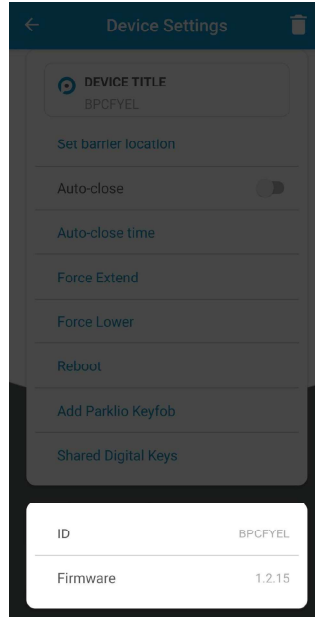 Device Settings
DEVICE TITLE
BPCFYEL
Set barrier location
Auto-close
Auto-close time
Force Extend
Force Lower
Reboot
Add Parklio Keyfob
Shared Digital Keys
ID BPCFYEL
Firmware 1.2.15